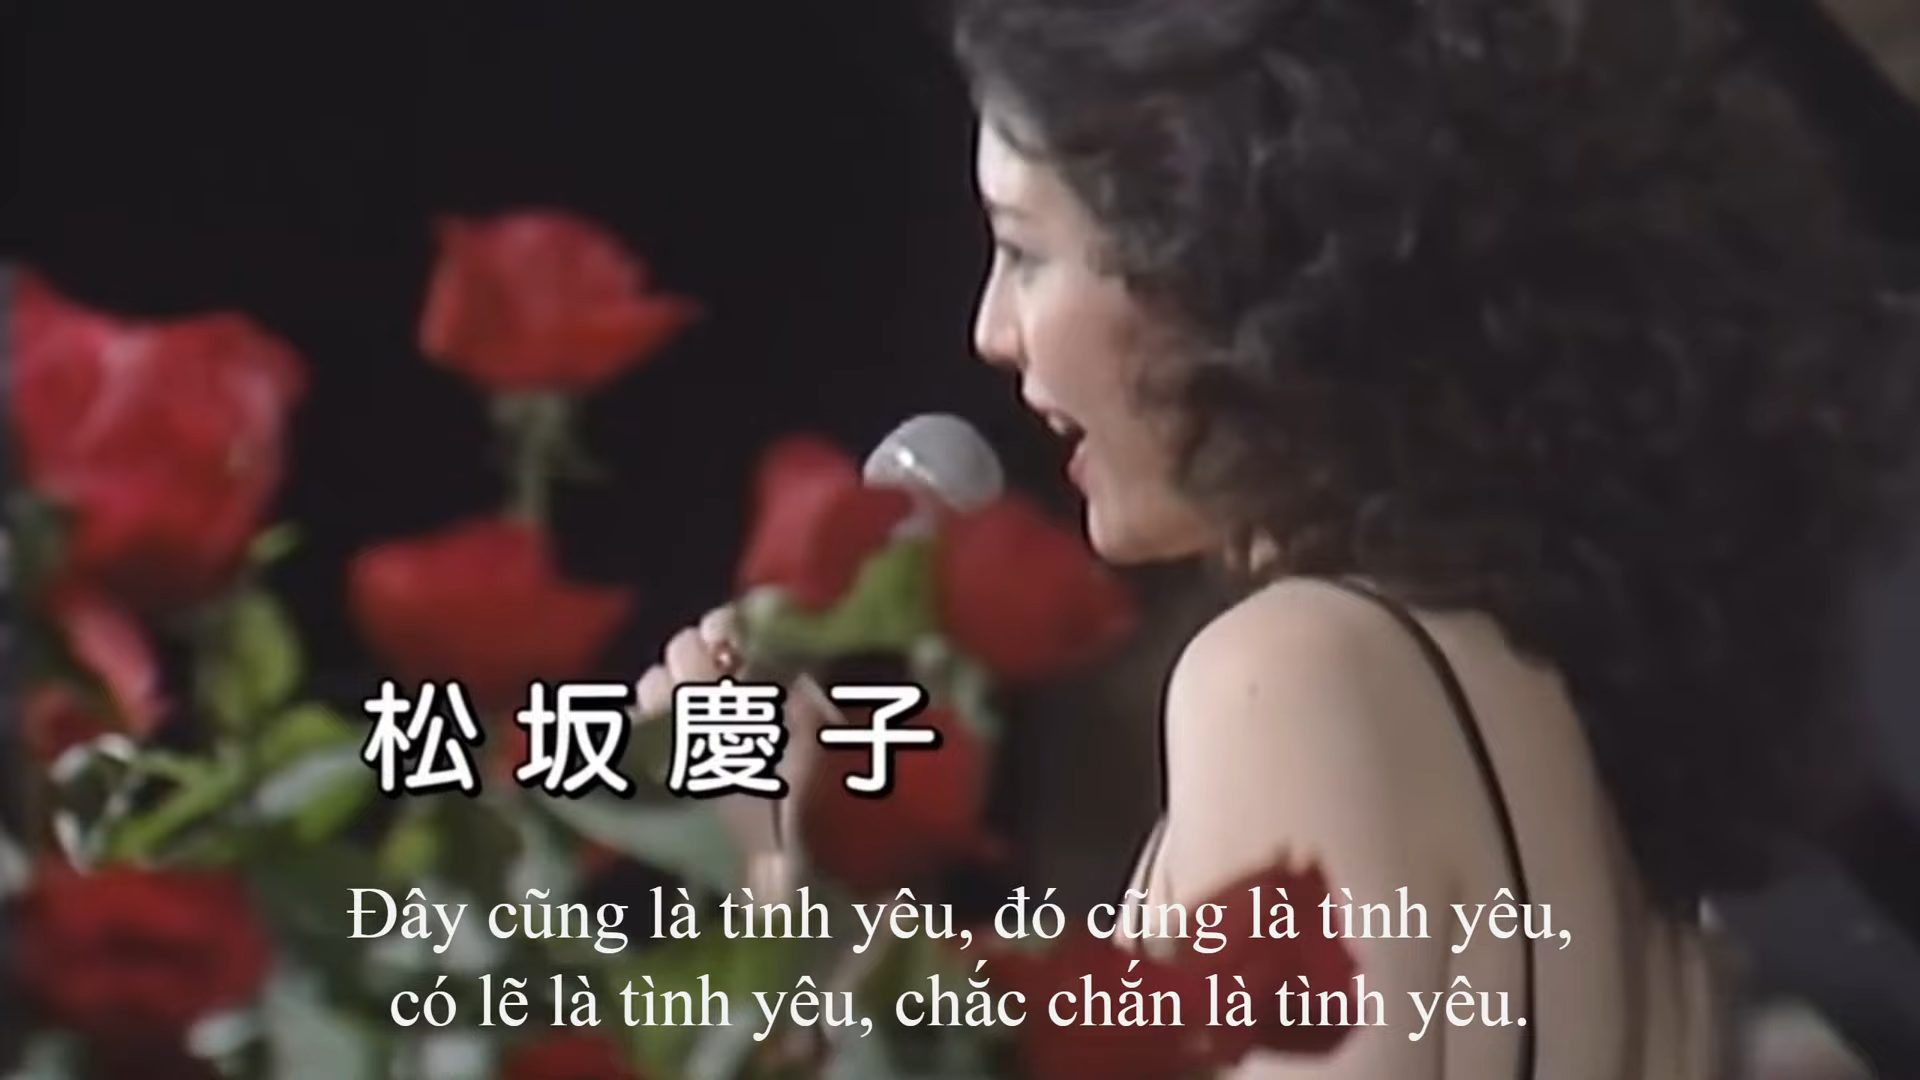 松坂慶子
Đây cũng là tình yêu, đó cũng là tình yêu,
có lẽ là tình yêu, chắc chắn là tình yêu.